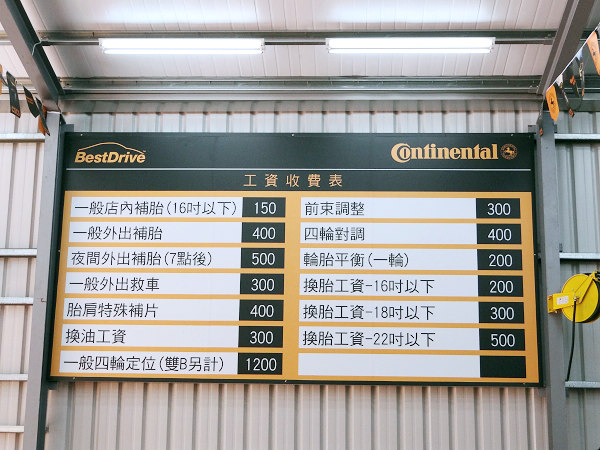 BestDrive
Continental
工資收費表
一般店內補胎(16吋以下) 150
一般外出補胎 400
夜間外出補胎(7點後) 500
一般外出救車 300
胎肩特殊補片 400
換油工資 300
一般四輪定位(雙B另計) 1200
前束調整 300
四輪對調 400
輪胎平衡(一輪) 200
換胎工資-16吋以下 200
換胎工資-18吋以下 300
換胎工資-22吋以下 500